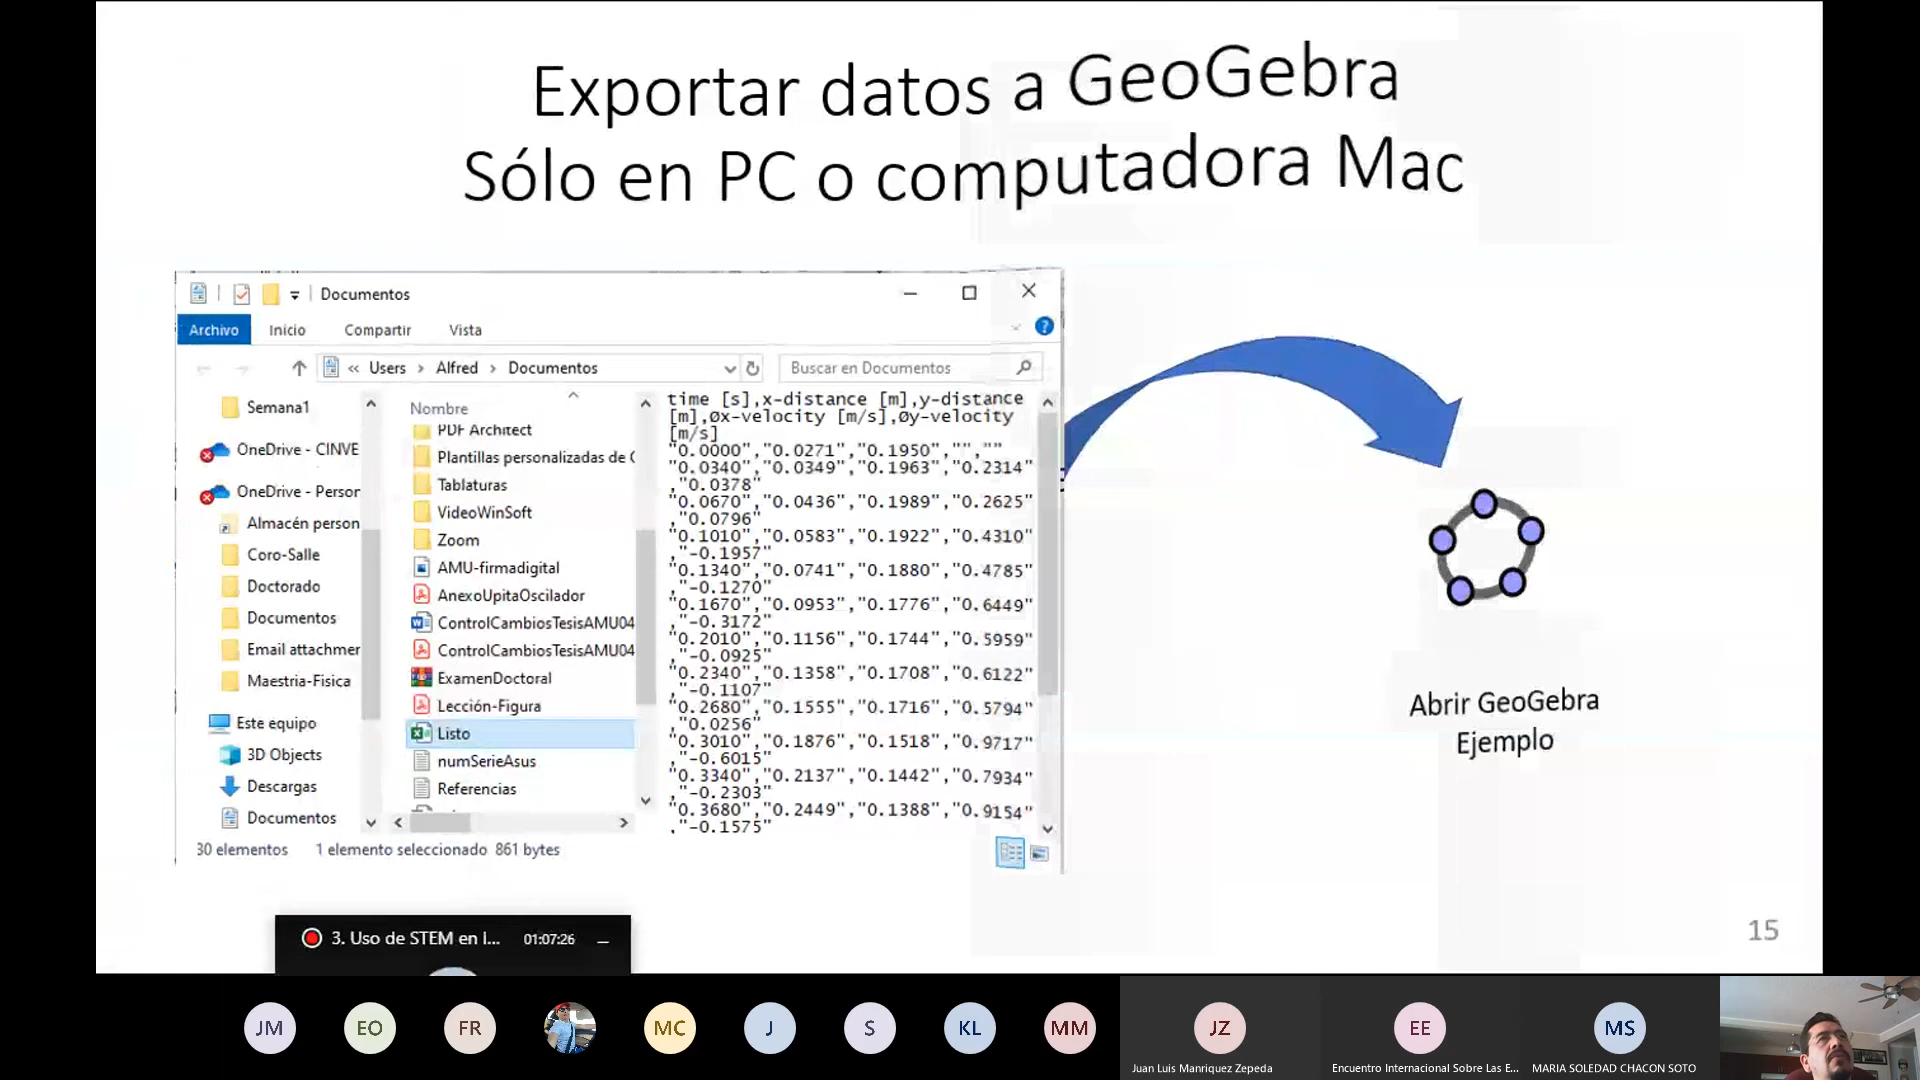 Exportar datos a GeoGebra
Sólo en PC o computadora Mac
Documentos
Archivo
Inicio
Compartir
Vista
?
« Users > Alfred > Documentos
Buscar en Documentos
Semana1
OneDrive - CINVE
OneDrive - Person
Almacén person
Coro-Salle
Doctorado
Documentos
Email attachmer
Maestria-Fisica
Este equipo
3D Objects
Descargas
Documentos
Nombre
PDF Architect
Plantillas personalizadas de C
Tablaturas
VideoWinSoft
Zoom
AMU-firmadigital
AnexoUpitaOscilador
ControlCambiosTesisAMU04
ControlCambiosTesisAMU04
ExamenDoctoral
Lección-Figura
Listo
numSerieAsus
Referencias
time [s],x-distance [m],y-distance
[m],Øx-velocity [m/s],Øy-velocity
[m/s]
"0.0000","0.0271","0.1950","",""
"0.0340","0.0349","0.1963","0.2314"
,"0.0378"
"0.0670","0.0436","0.1989","0.2625"
,"0.0796"
"0.1010","0.0583","0.1922","0.4310"
,"-0.1957"
"0.1340","0.0741","0.1880","0.4785"
,"-0.1270"
"0.1670","0.0953","0.1776","0.6449"
,"-0.3172"
"0.2010","0.1156","0.1744","0.5959"
,"-0.0925"
"0.2340","0.1358","0.1708","0.6122"
,"-0.1107"
"0.2680","0.1555","0.1716","0.5794"
,"0.0256"
"0.3010","0.1876","0.1518","0.9717"
,"-0.6015"
"0.3340","0.2137","0.1442","0.7934"
,"-0.2303"
"0.3680","0.2449","0.1388","0.9154"
,"-0.1575"
30 elementos
1 elemento seleccionado 861 bytes
Abrir GeoGebra
Ejemplo
15
3. Uso de STEM en i...
01:07:26
JM
EO
FR
MC
J
S
KL
MM
JZ
EE
MS
Juan Luis Manriquez Zepeda
Encuentro Internacional Sobre Las E...
MARIA SOLEDAD CHACON SOTO